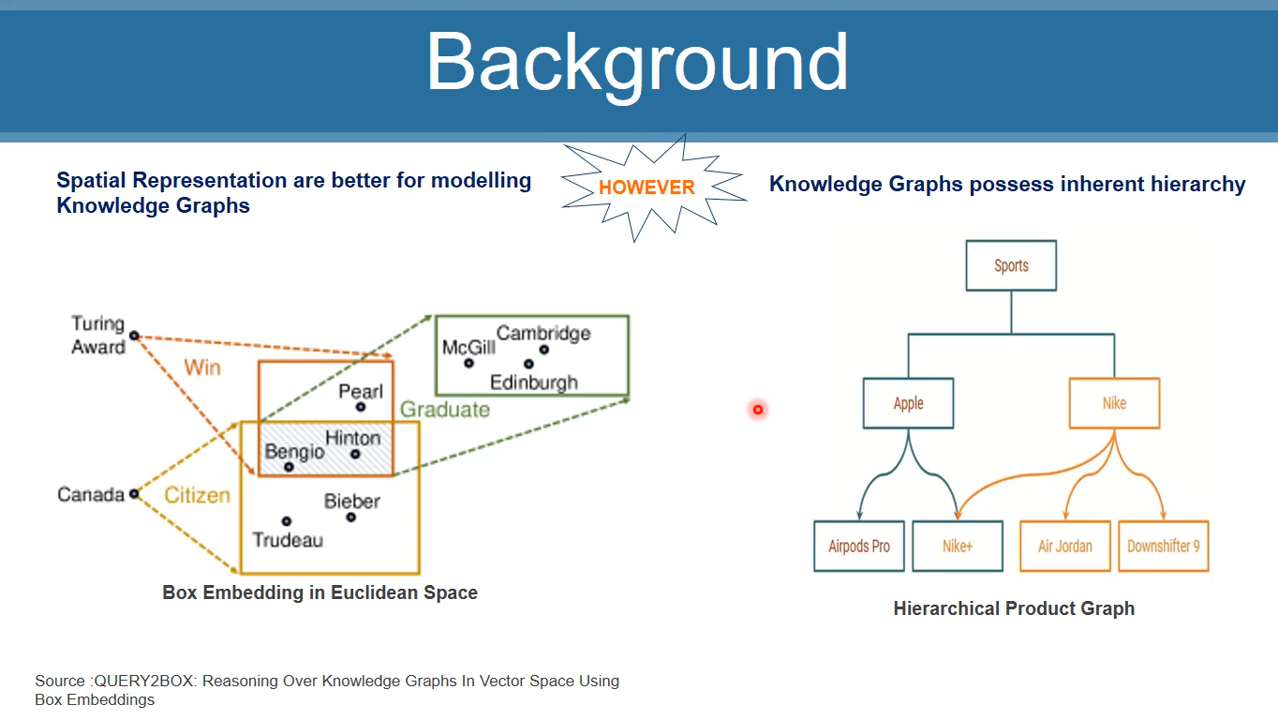 Background
Spatial Representation are better for modelling
Knowledge Graphs
HOWEVER
Knowledge Graphs possess inherent hierarchy
Turing
Award
Win
Pearl
Hinton
Bengio
Graduate
McGill
Cambridge
Edinburgh
Canada
Citizen
Bieber
Trudeau
Box Embedding in Euclidean Space
Sports
Apple
Nike
Airpods Pro
Nike+
Air Jordan
Downshifter 9
Hierarchical Product Graph
Source :QUERY2BOX: Reasoning Over Knowledge Graphs In Vector Space Using
Box Embeddings